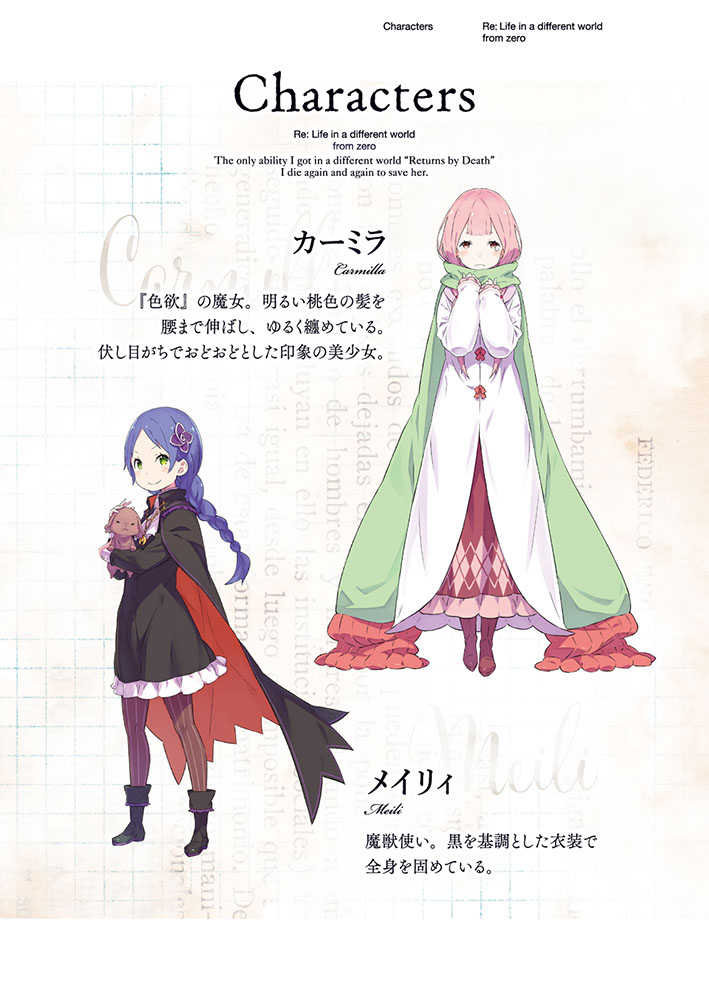 Characters
Re: Life in a different world
from zero
Characters
Re: Life in a different world
from zero
The only ability I got in a different world "Returns by Death"
I die again and again to save her.
Carmilla
カーミラ
Carmilla
『色欲』の魔女。明るい桃色の髪を
腰まで伸ばし、ゆるく纏めている。
伏し目がちでおどおどとした印象の美少女。
FEDERICO
Meili
メイリィ
Meili
魔獣使い。黒を基調とした衣装で
全身を固めている。